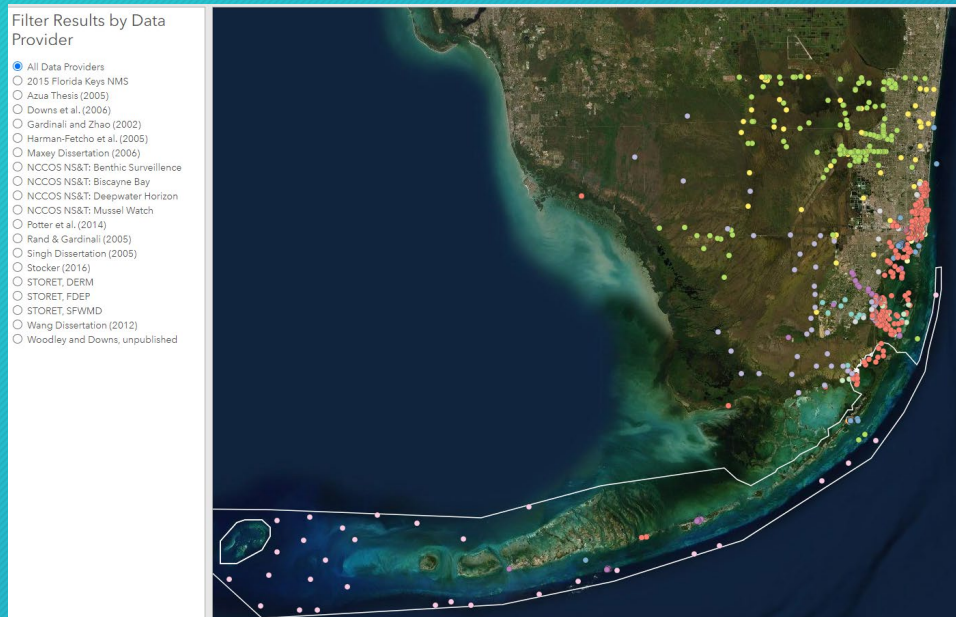 Filter Results by Data
Provider
All Data Providers
2015 Florida Keys NMS
Azua Thesis (2005)
Downs et al. (2006)
Gardinali and Zhao (2002)
Harman-Fetcho et al. (2005)
Maxey Dissertation (2006)
NCCOS NS&T: Benthic Surveillence
NCCOS NS&T: Biscayne Bay
NCCOS NS&T: Deepwater Horizon
NCCOS NS&T: Mussel Watch
Potter et al. (2014)
Rand & Gardinali (2005)
Singh Dissertation (2005)
Stocker (2016)
STORET, DERM
STORET, FDEP
STORET, SFWMD
Wang Dissertation (2012)
Woodley and Downs, unpublished